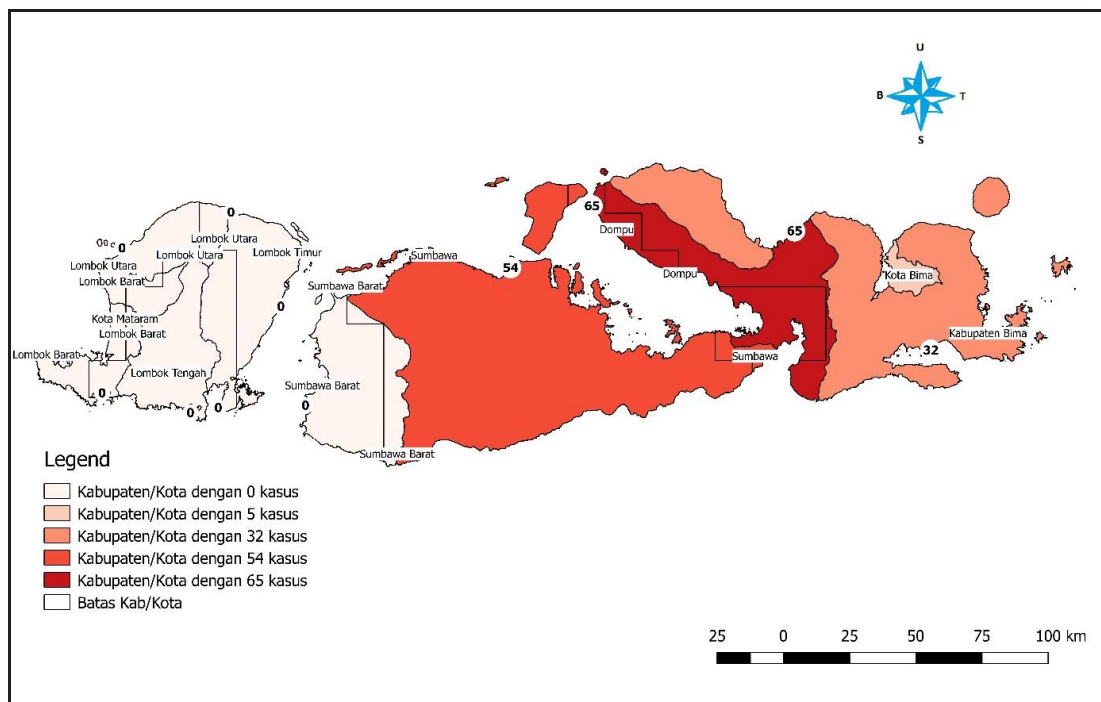 U
B
T
S
0
Lombok Utara
0
Lombok Utara
Lombok Timur
Lombok Utara
Lombok Barat
0
Kota Mataram
Lombok Barat
Lombok Barat
Lombok Tengah
0
0
0
Sumbawa
54
Sumbawa Barat
Sumbawa Barat
0
Sumbawa Barat
65
Dompu
65
Dompu
Sumbawa
Kota Bima
Kabupaten Bima
32
Legend
Kabupaten/Kota dengan 0 kasus
Kabupaten/Kota dengan 5 kasus
Kabupaten/Kota dengan 32 kasus
Kabupaten/Kota dengan 54 kasus
Kabupaten/Kota dengan 65 kasus
Batas Kab/Kota
25 0 25 50 75 100 km